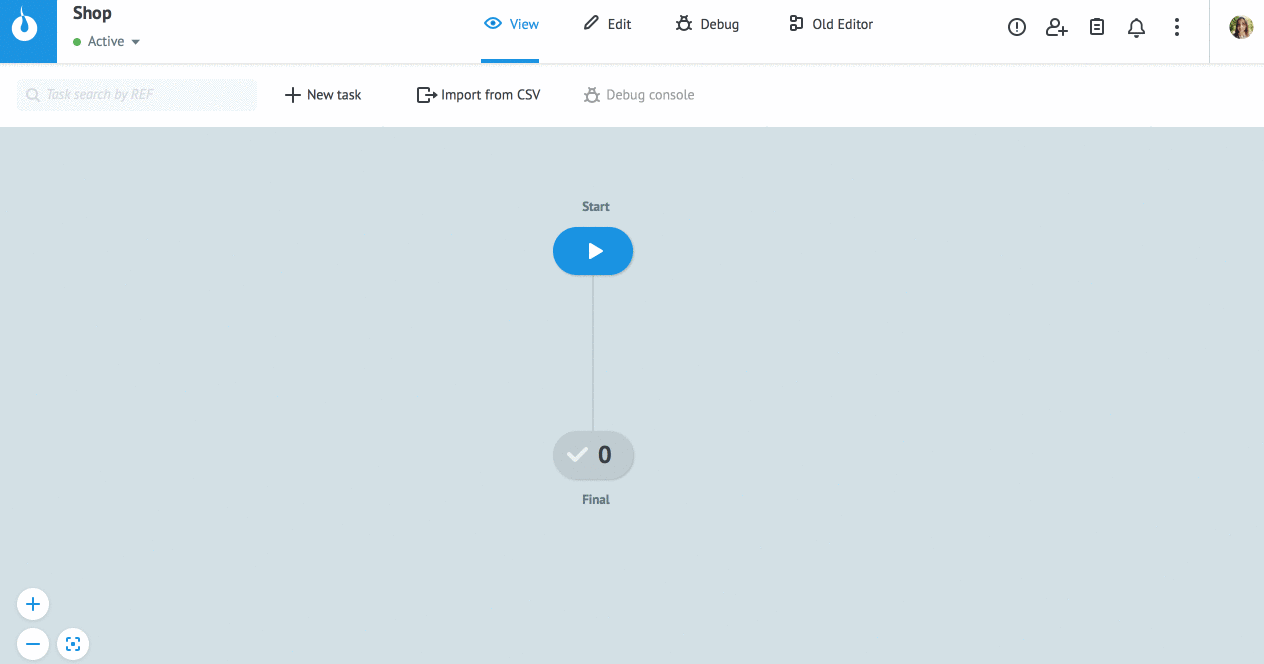 Shop
Active
View
Edit
Debug
Old Editor
Task search by REF
New task
Import from CSV
Debug console
Start
0
Final